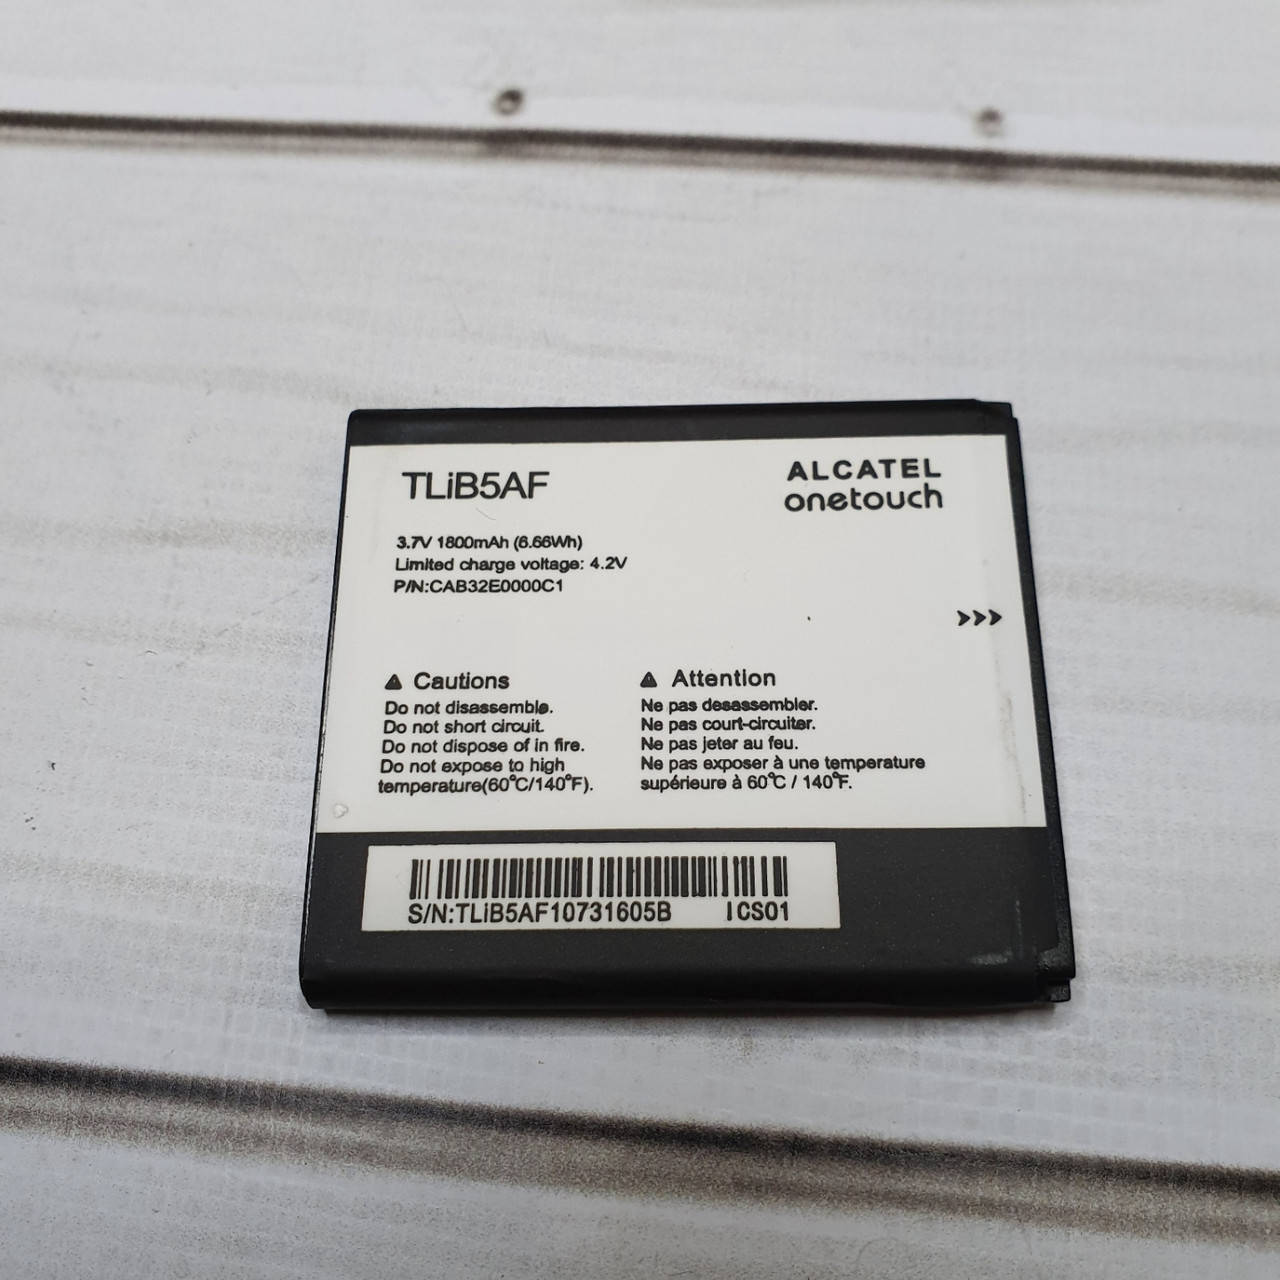 TLiB5AF
ALCATEL
onetouch
3.7V 1800mAh (6.66Wh)
Limited charge voltage: 4.2V
P/N:CAB32E0000C1
>>>
Cautions
Do not disassemble.
Do not short circuit.
Do not dispose of in fire.
Do not expose to high
temperature(60°C/140°F).
Attention
Ne pas desassembler.
Ne pas court-circuiter.
Ne pas jeter au feu.
Ne pas exposer à une temperature
supérieure à 60°C / 140°F.
S/N:TLiB5AF10731605B ICS01